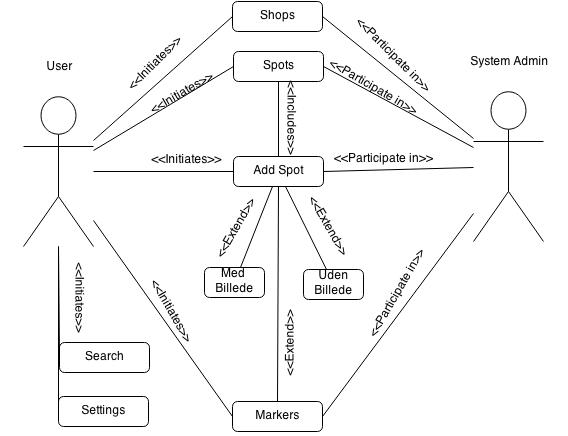 Shops
<<Initiates>>
<<Participate in>>
User
Spots
System Admin
<<Initiates>>
<<Participate in>>
<<Includes>>
<<Initiates>>
Add Spot
<<Participate in>>
<<Extend>>
<<Extend>>
Med
Billede
Uden
Billede
<<Initiates>>
<<Initiates>>
<<Extend>>
<<Participate in>>
Search
Settings
Markers